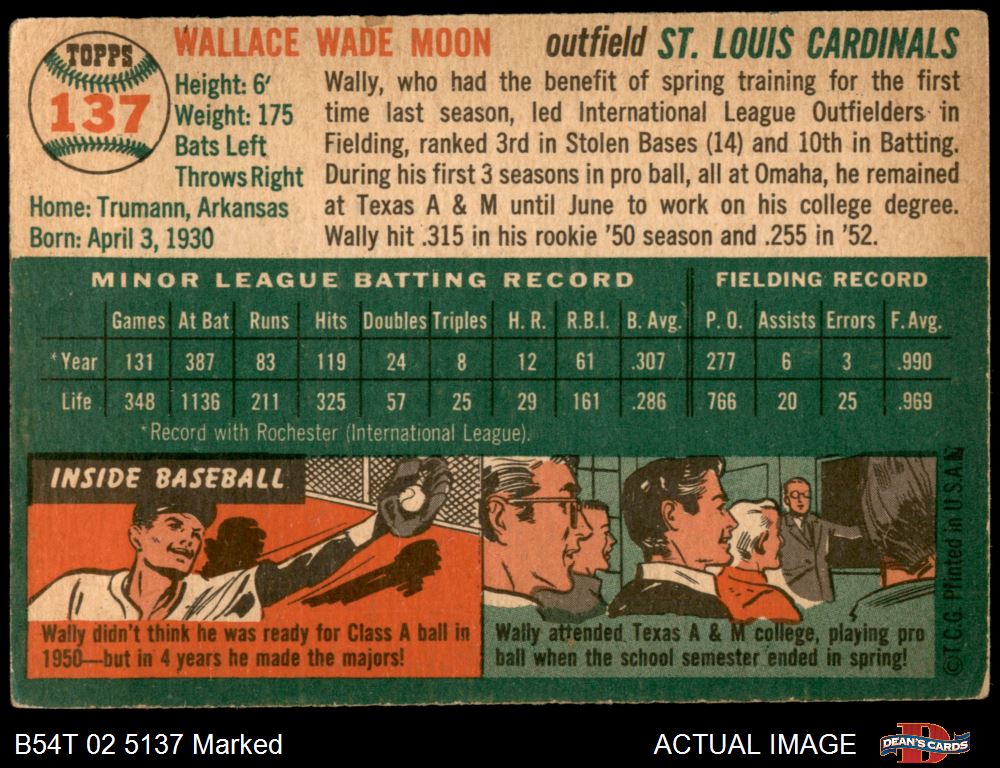 TOPPS
137
WALLACE WADE MOON outfield ST. LOUIS CARDINALS
Height: 6'
Weight: 175
Bats Left
Throws Right
Home: Trumann, Arkansas
Born: April 3, 1930
Wally, who had the benefit of spring training for the first
time last season, led International League Outfielders in
Fielding, ranked 3rd in Stolen Bases (14) and 10th in Batting.
During his first 3 seasons in pro ball, all at Omaha, he remained
at Texas A & M until June to work on his college degree.
Wally hit .315 in his rookie '50 season and .255 in '52.
MINOR LEAGUE BATTING RECORD FIELDING RECORD
Games At Bat Runs Hits Doubles Triples H. R. R.B.I. B. Avg. P. O. Assists Errors F. Avg.
*Year 131 387 83 119 24 8 12 61 .307 277 6 3 .990
Life 348 1136 211 325 57 25 29 161 .286 766 20 25 .969
*Record with Rochester (International League).
INSIDE BASEBALL
Wally didn't think he was ready for Class A ball in
1950—but in 4 years he made the majors!
Wally attended Texas A & M college, playing pro
ball when the school semester ended in spring!
©T.C.G. Printed in U.S.A.
B54T 02 5137 Marked
ACTUAL IMAGE
DEAN'S CARDS